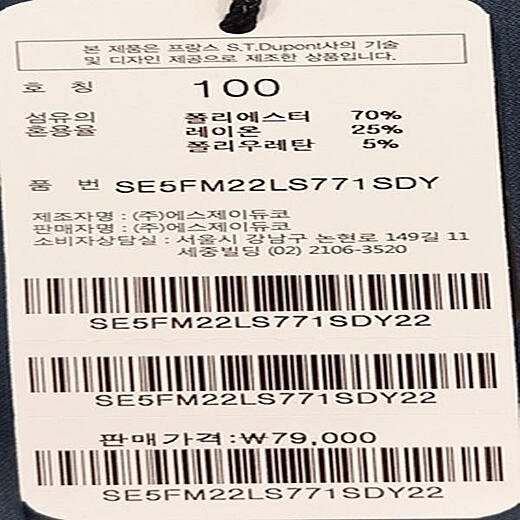 본 제품은 프랑스 S.T.Dupont사의 기술
및 디자인 제공으로 제조한 상품입니다.
호 칭 100
섬유의 폴리에스터 70%
혼용율 레이온 25%
폴리우레탄 5%
품 번 SE5FM22LS771SDY
제조자명 : (주)에스제이듀코
판매자명 : (주)에스제이듀코
소비자상담실 : 서울시 강남구 논현로 149길 11
세중빌딩 (02) 2106-3520
SE5FM22LS771SDY22
SE5FM22LS771SDY22
판매가격:₩79,000
SE5FM22LS771SDY22